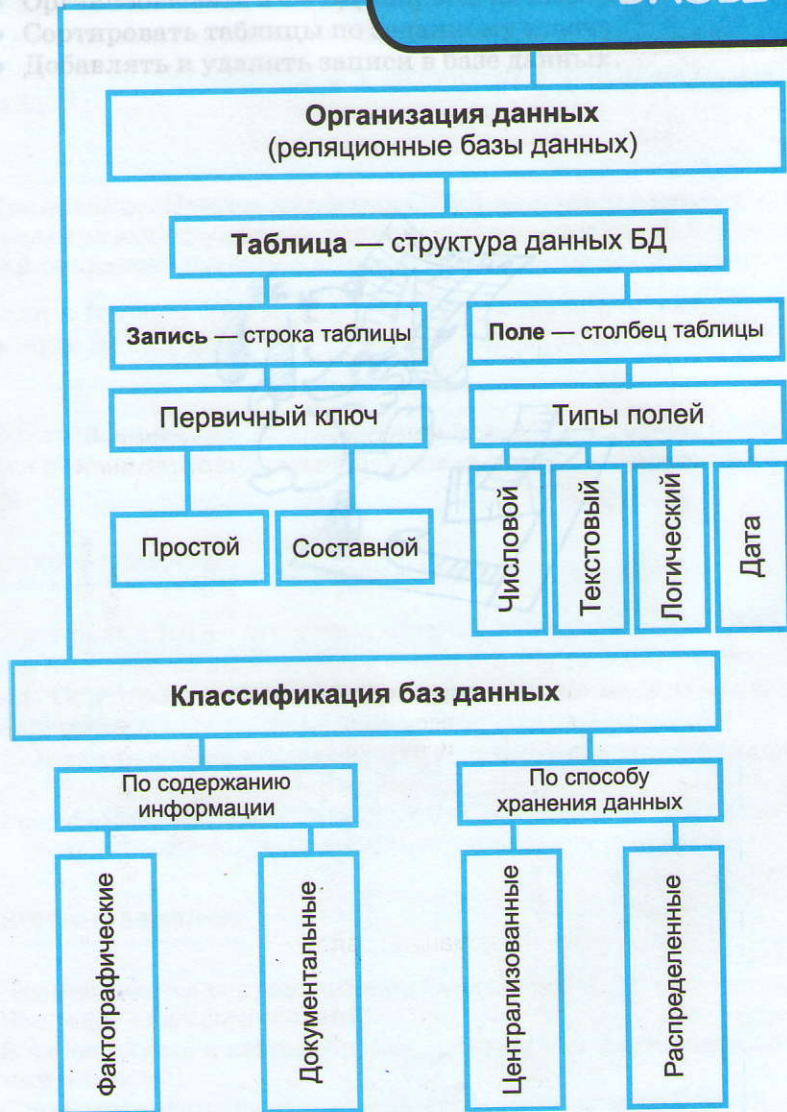 Сортировать таблицы по
Добавлять и удалять записи в базе данных.
Организация данных
(реляционные базы данных)
Таблица — структура данных БД
Запись — строка таблицы
Поле — столбец таблицы
Первичный ключ
Типы полей
Простой
Составной
Числовой
Текстовый
Логический
Дата
Классификация баз данных
По содержанию
информации
По способу
хранения данных
Фактографические
Документальные
Централизованные
Распределенные